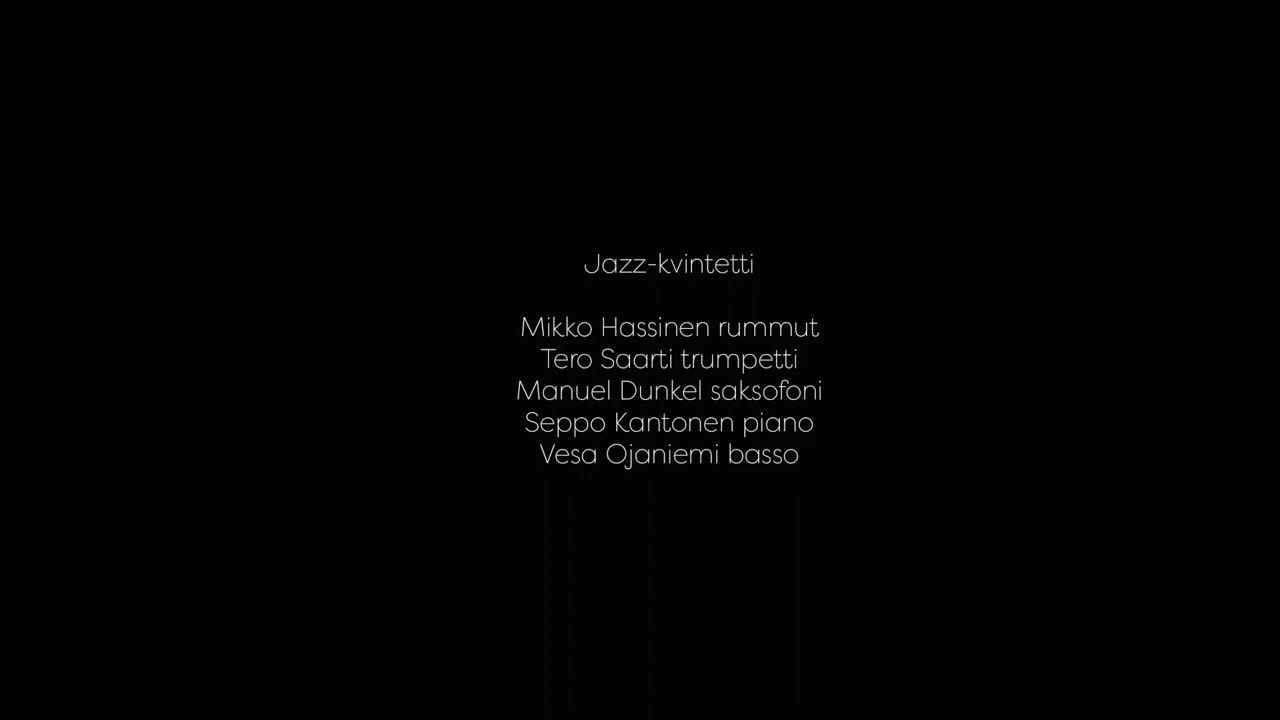 Jazz-kvintetti
Mikko Hassinen rummut
Tero Saarti trumpetti
Manuel Dunkel saksofoni
Seppo Kantonen piano
Vesa Ojaniemi basso